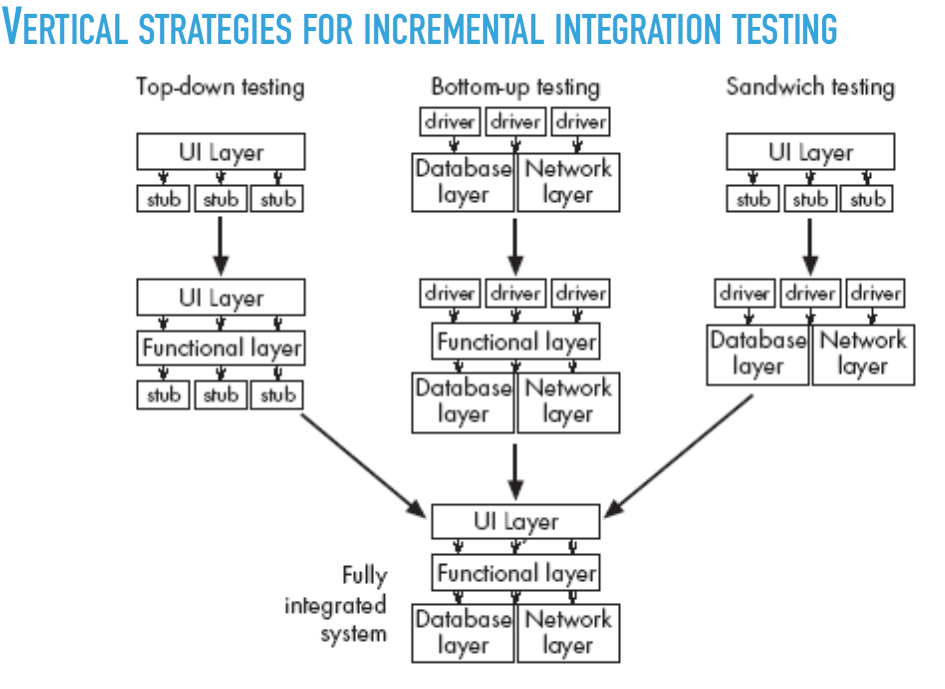 VERTICAL STRATEGIES FOR INCREMENTAL INTEGRATION TESTING
Top-down testing
UI Layer
stub stub stub
UI Layer
Functional layer
stub stub stub
Bottom-up testing
driver driver driver
Database
layer
Network
layer
driver driver driver
Functional layer
Database
layer
Network
layer
Sandwich testing
UI Layer
stub stub stub
driver driver driver
Database
layer
Network
layer
Fully
integrated
system
UI Layer
Functional layer
Database
layer
Network
layer